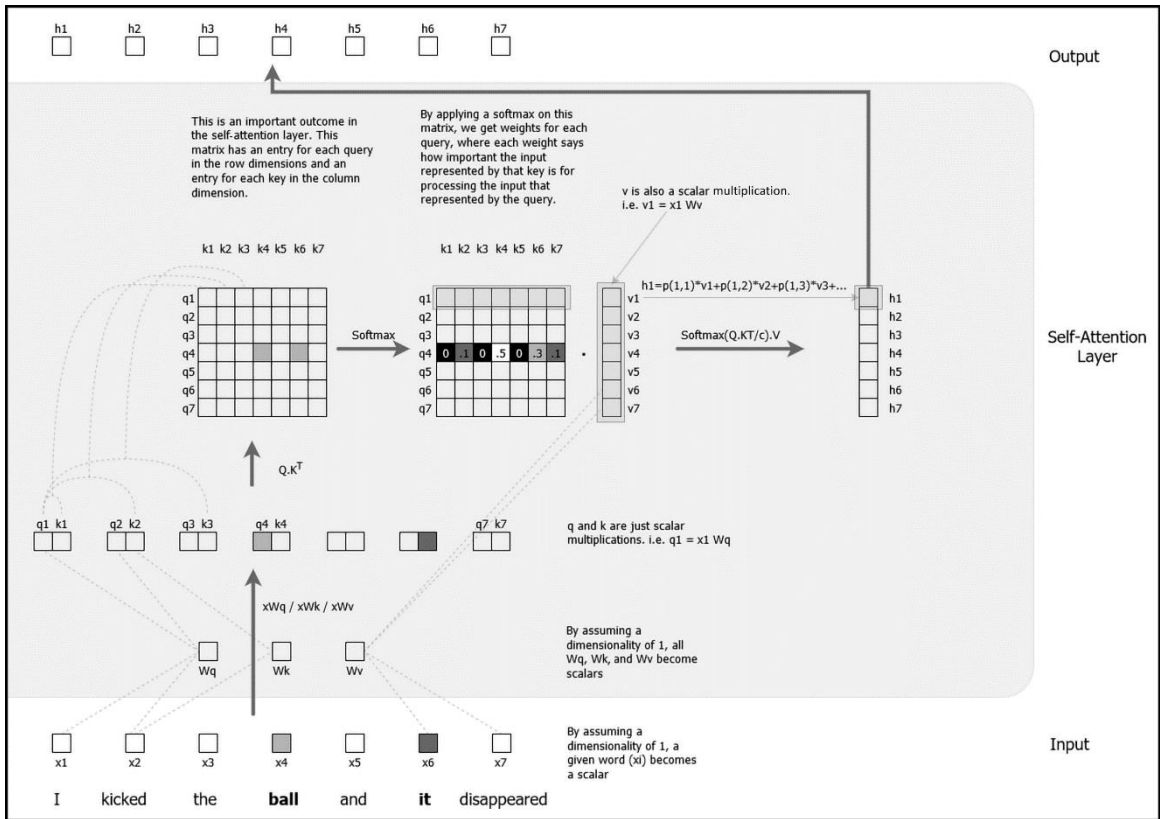 h1 h2 h3 h4 h5 h6 h7
Output
This is an important outcome in
the self-attention layer. This
matrix has an entry for each query
in the row dimensions and an
entry for each key in the column
dimension.
By applying a softmax on this
matrix, we get weights for each
query, where each weight says
how important the input
represented by that key is for
processing the input that
represented by the query.
v is also a scalar multiplication.
i.e. v1 = x1 Wv
k1 k2 k3 k4 k5 k6 k7
q1
q2
q3
q4
q5
q6
q7
Softmax
k1 k2 k3 k4 k5 k6 k7
q1
q2
q3
q4 0 .1 0 .5 0 .3 .1
q5
q6
q7
.
v1
v2
v3
v4
v5
v6
v7
h1=p(1,1)*v1+p(1,2)*v2+p(1,3)*v3+...
Softmax(Q.KT/c).V
h1
h2
h3
h4
h5
h6
h7
Self-Attention
Layer
Q.KT
q1 k1 q2 k2 q3 k3 q4 k4 q7 k7
q and k are just scalar
multiplications. i.e. q1 = x1 Wq
xWq / xWk / xWv
Wq Wk Wv
By assuming a
dimensionality of 1, all
Wq, Wk, and Wv become
scalars
x1 x2 x3 x4 x5 x6 x7
By assuming a
dimensionality of 1, a
given word (xi) becomes
a scalar
Input
I kicked the ball and it disappeared